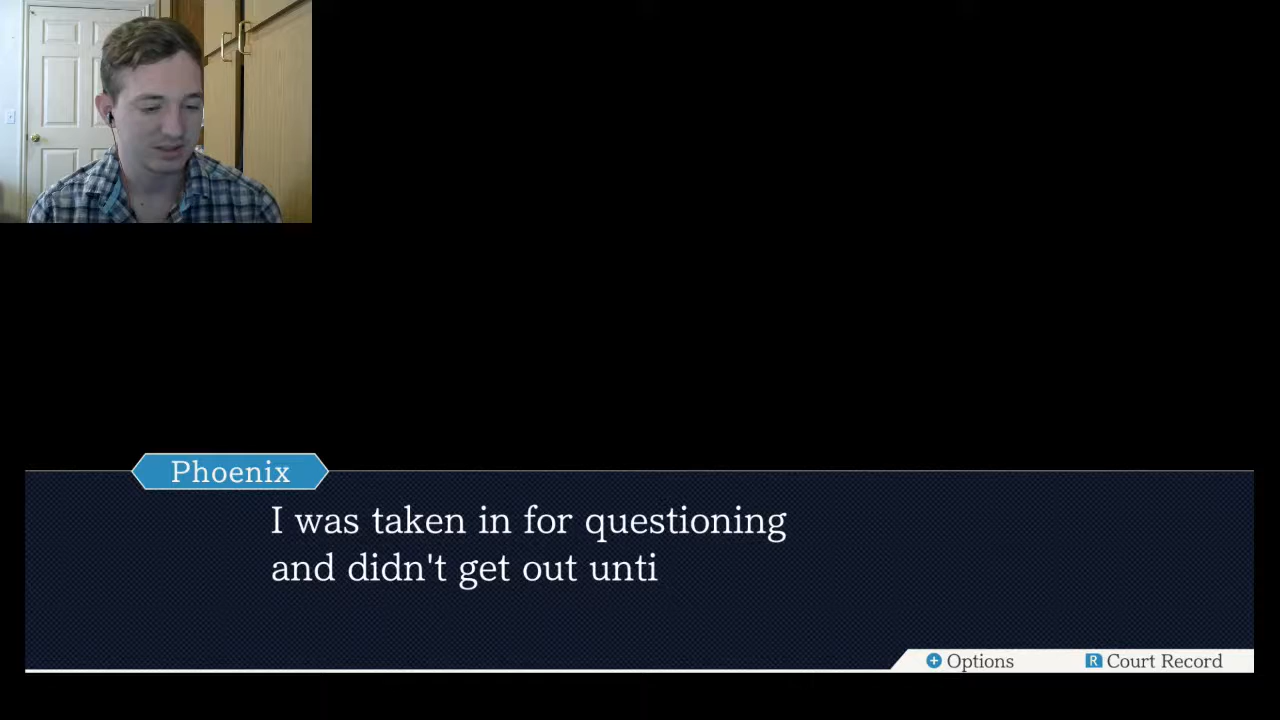 Phoenix
I was taken in for questioning
and didn't get out unti
+ Options
R Court Record